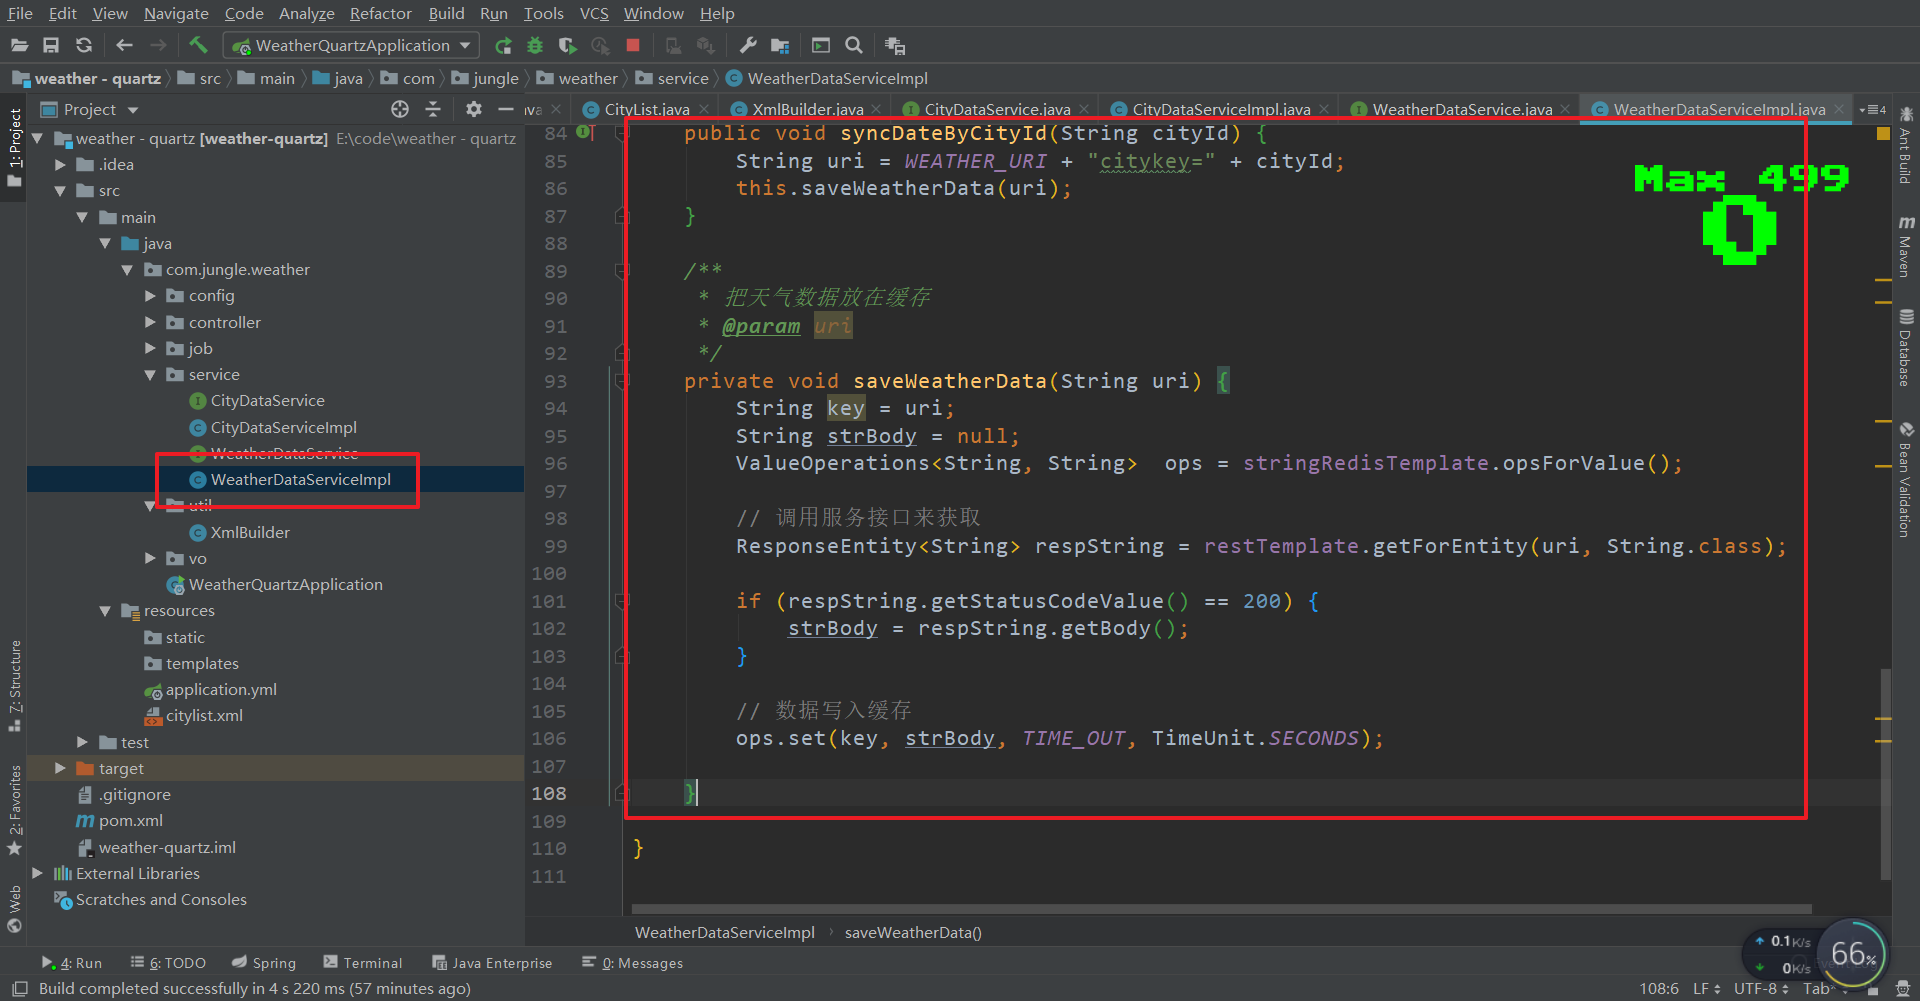 File Edit View Navigate Code Analyze Refactor Build Run Tools VCS Window Help
WeatherQuartzApplication
weather - quartz src main java com jungle weather service WeatherDataServiceImpl
Project
ava CityList.java XmlBuilder.java CityDataService.java CityDataServiceImpl.java WeatherDataService.java WeatherDataServiceImpl.java 4
1: Project
7: Structure
2: Favorites
Web
weather - quartz [weather-quartz] E:\code\weather - quartz
.idea
src
main
java
com.jungle.weather
config
controller
job
service
CityDataService
CityDataServiceImpl
WeatherDataService
WeatherDataServiceImpl
util
XmlBuilder
vo
WeatherQuartzApplication
resources
static
templates
application.yml
citylist.xml
test
target
.gitignore
pom.xml
weather-quartz.iml
External Libraries
Scratches and Consoles
84 public void syncDateByCityId(String cityId) {
85 String uri = WEATHER_URI + "citykey=" + cityId;
86 this.saveWeatherData(uri);
87 }
88
89 /**
90 * 把天气数据放在缓存
91 * @param uri
92 */
93 private void saveWeatherData(String uri) {
94 String key = uri;
95 String strBody = null;
96 ValueOperations<String, String> ops = stringRedisTemplate.opsForValue();
97
98 // 调用服务接口来获取
99 ResponseEntity<String> respString = restTemplate.getForEntity(uri, String.class);
100
101 if (respString.getStatusCodeValue() == 200) {
102 strBody = respString.getBody();
103 }
104
105 // 数据写入缓存
106 ops.set(key, strBody, TIME_OUT, TimeUnit.SECONDS);
107
108 }
109
110 }
111
Max 499
0
Ant Build
Maven
Database
Bean Validation
WeatherDataServiceImpl › saveWeatherData()
4: Run 6: TODO Spring Terminal Java Enterprise 0: Messages
0.1K/s
0K/s
66%
Build completed successfully in 4 s 220 ms (57 minutes ago)
108:6 LF UTF-8 Tab